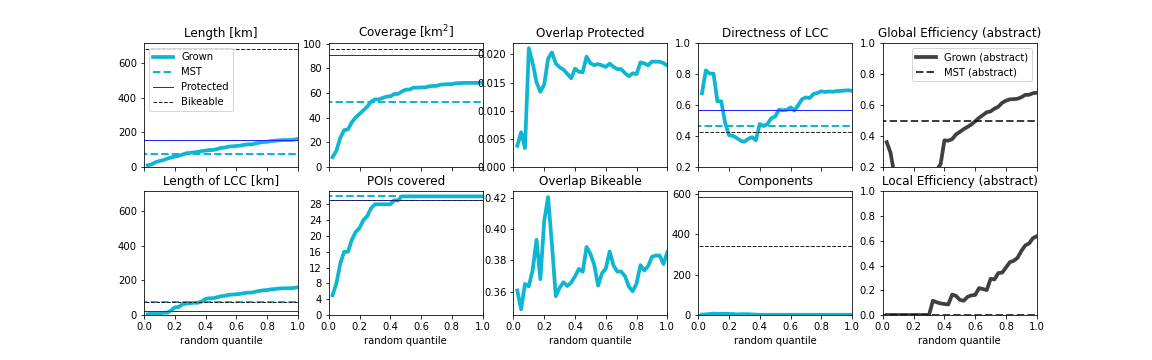 Length [km]
Coverage [km²]
Overlap Protected
Directness of LCC
Global Efficiency (abstract)
600
400
200
0
Grown
MST
Protected
Bikeable
100
80
60
40
20
0
0.020
0.015
0.010
0.005
0.000
1.0
0.8
0.6
0.4
0.2
1.0
0.8
0.6
0.4
0.2
Grown (abstract)
MST (abstract)
Length of LCC [km]
POIs covered
Overlap Bikeable
Components
Local Efficiency (abstract)
600
400
200
0
28
24
20
16
12
8
4
0
0.42
0.40
0.38
0.36
600
400
200
0
1.0
0.8
0.6
0.4
0.2
0.0
0.0 0.2 0.4 0.6 0.8 1.0
0.0 0.2 0.4 0.6 0.8 1.0
0.0 0.2 0.4 0.6 0.8 1.0
0.0 0.2 0.4 0.6 0.8 1.0
0.0 0.2 0.4 0.6 0.8 1.0
random quantile
random quantile
random quantile
random quantile
random quantile